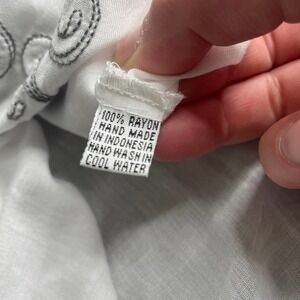 100% RAYON
HAND MADE
IN INDONESIA
HAND WASH IN
COOL WATER